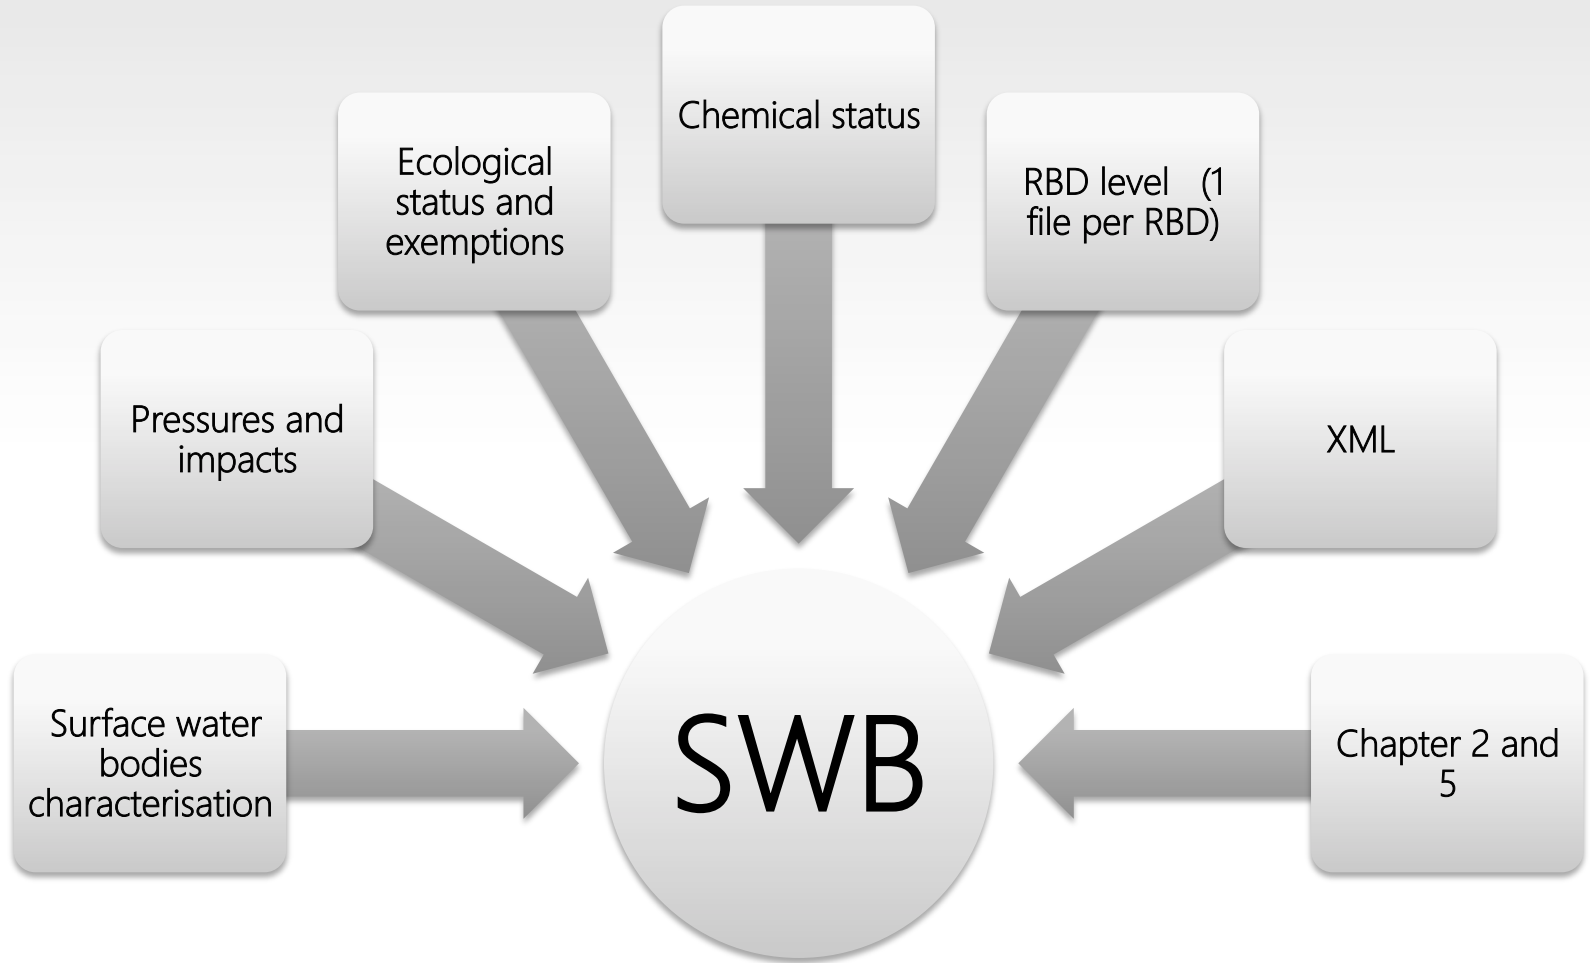 Chemical status
Ecological
status and
exemptions
RBD level (1
file per RBD)
Pressures and
impacts
XML
Surface water
bodies
characterisation
SWB
Chapter 2 and
5